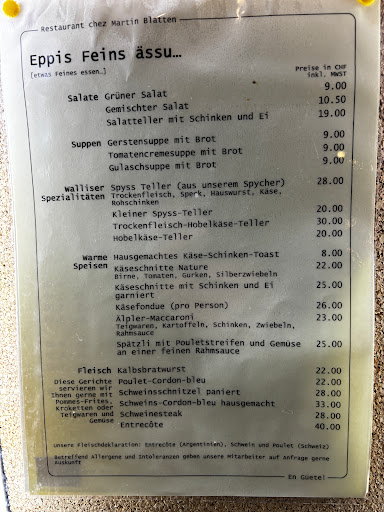 Restaurant chez Martin Blatten
Eppis Feins ässu…
[etwas Feines essen…]
Preise in CHF
inkl. MWST
Salate Grüner Salat 9.00
Gemischter Salat 10.50
Salatteller mit Schinken und Ei 19.00
Suppen Gerstensuppe mit Brot 9.00
Tomatencremesuppe mit Brot 9.00
Gulaschsuppe mit Brot 9.00
Walliser Spezialitäten Spyss Teller (aus unserem Spycher) 28.00
Trockenfleisch, Speck, Hauswurst, Käse,
Rohschinken
Kleiner Spyss-Teller 20.00
Trockenfleisch-Hobelkäse-Teller 30.00
Hobelkäse-Teller 20.00
Warme Speisen Hausgemachtes Käse-Schinken-Toast 8.00
Käseschnitte Nature 22.00
Birne, Tomaten, Gurken, Silberzwiebeln
Käseschnitte mit Schinken und Ei 25.00
garniert
Käsefondue (pro Person) 26.00
Älpler-Maccaroni 23.00
Teigwaren, Kartoffeln, Schinken, Zwiebeln,
Rahmsauce
Spätzli mit Pouletstreifen und Gemüse 25.00
an einer feinen Rahmsauce
Fleisch Kalbsbratwurst 22.00
Diese Gerichte
servieren wir
Ihnen gerne mit
Pommes-Frites,
Kroketten oder
Teigwaren und
Gemüse
Poulet-Cordon-bleu 22.00
Schweinsschnitzel paniert 28.00
Schweins-Cordon-bleu hausgemacht 33.00
Schweinesteak 28.00
Entrecôte 40.00
Unsere Fleischdeklaration: Entrecôte (Argentinien), Schwein und Poulet (Schweiz)
Betreffend Allergene und Intoleranzen geben unsere Mitarbeiter auf Anfrage gerne
Auskunft
En Güete!